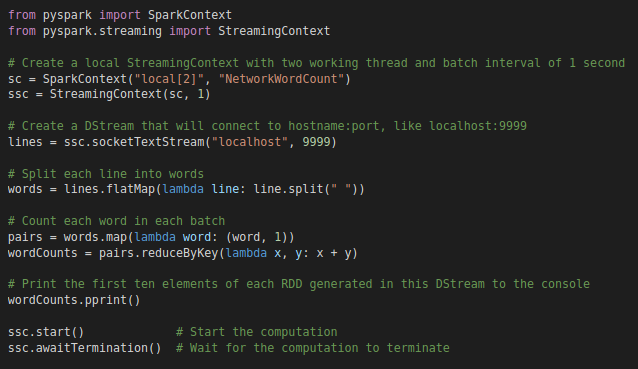 from pyspark import SparkContext
from pyspark.streaming import StreamingContext

# Create a local StreamingContext with two working thread and batch interval of 1 second
sc = SparkContext("local[2]", "NetworkWordCount")
ssc = StreamingContext(sc, 1)

# Create a DStream that will connect to hostname:port, like localhost:9999
lines = ssc.socketTextStream("localhost", 9999)

# Split each line into words
words = lines.flatMap(lambda line: line.split(" "))

# Count each word in each batch
pairs = words.map(lambda word: (word, 1))
wordCounts = pairs.reduceByKey(lambda x, y: x + y)

# Print the first ten elements of each RDD generated in this DStream to the console
wordCounts.pprint()

ssc.start()             # Start the computation
ssc.awaitTermination()  # Wait for the computation to terminate